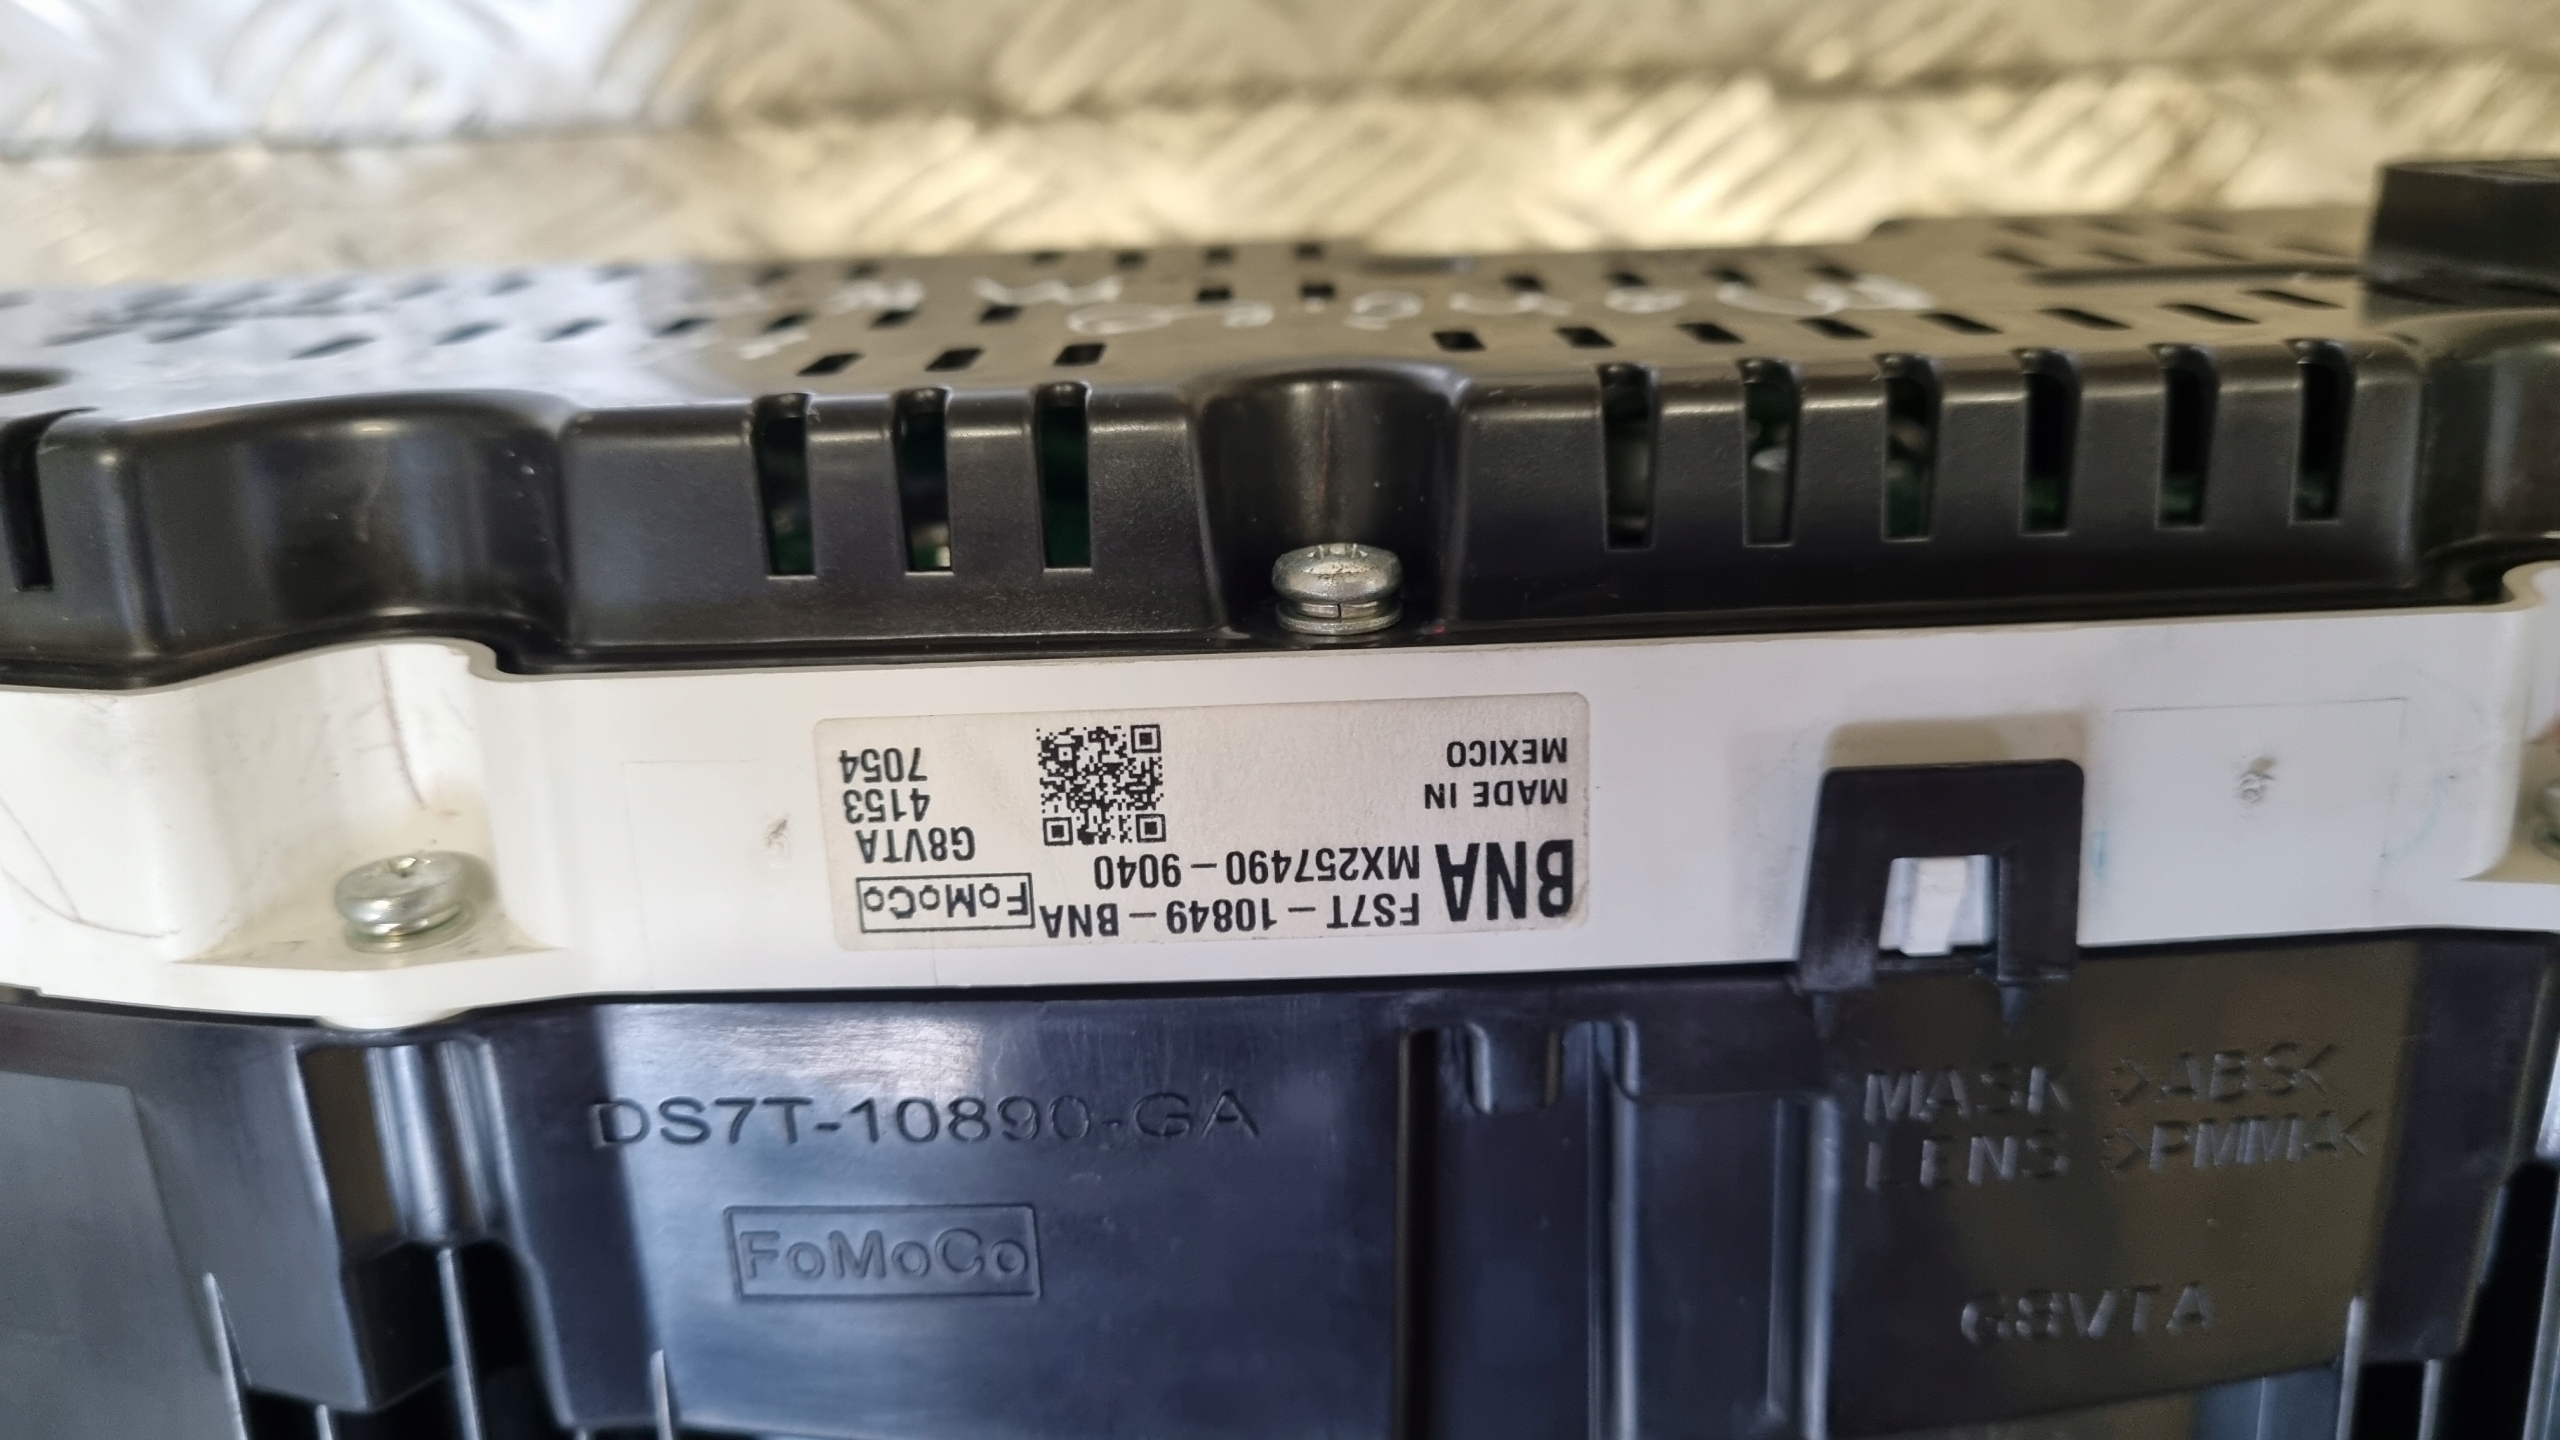 BNA FS7T-10849-BNA FoMoCo
MX257490-9040 G8VTA
MADE IN 4153
MEXICO 7054
DS7T-10890-GA
FoMoCo
MASK >ABS<
LENS >PMMA<
G8VTA